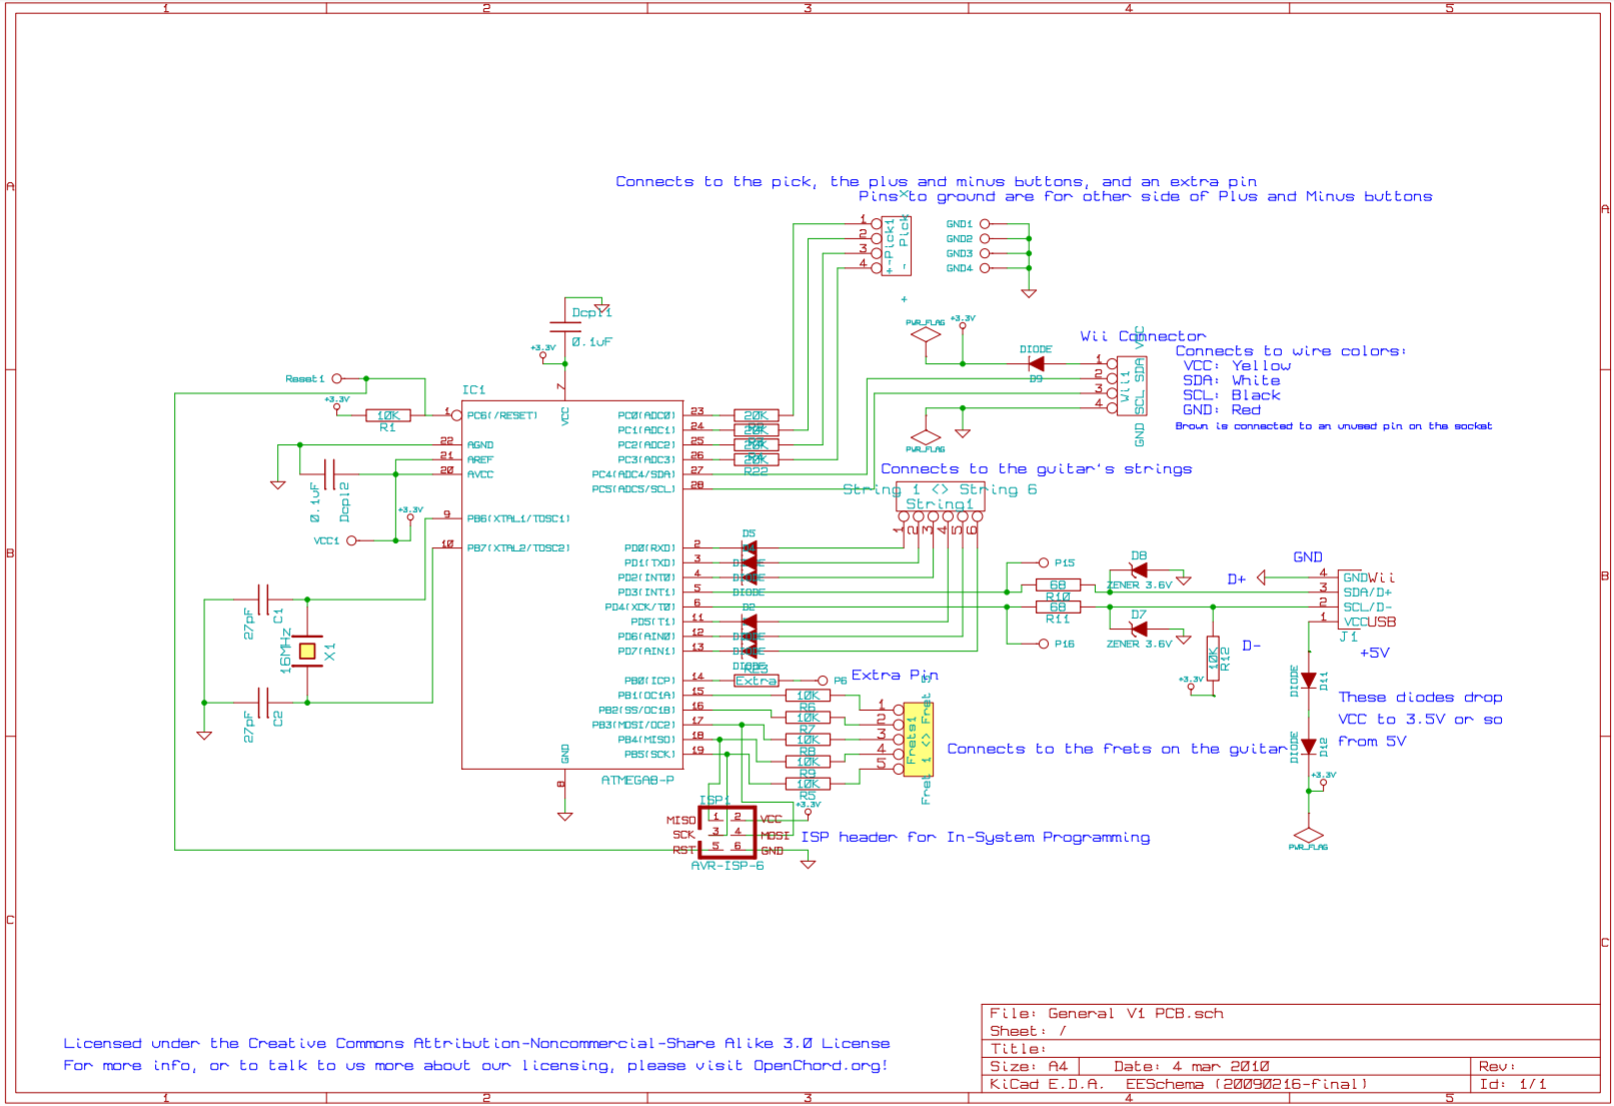 1 2 3 4 5
A A
Connects to the pick, the plus and minus buttons, and an extra pin
Pins to ground are for other side of Plus and Minus buttons
X
1
2
3
4
Pick1
+ - Pick
GND1
GND2
GND3
GND4
+
Dcpl1
0.1uF
+3.3V
Reset1
+3.3V
10K
R1
IC1
7
VCC
1 PC6(/RESET)
22 AGND
21 AREF
20 AVCC
9 PB6(XTAL1/TOSC1)
10 PB7(XTAL2/TOSC2)
PC0(ADC0) 23 20K
PC1(ADC1) 24 20K
PC2(ADC2) 25 20K
PC3(ADC3) 26 20K
R22
PC4(ADC4/SDA) 27
PC5(ADC5/SCL) 28
PD0(RXD) 2
PD1(TXD) 3
PD2(INT0) 4
PD3(INT1) 5
PD4(XCK/T0) 6
PD5(T1) 11
PD6(AIN0) 12
PD7(AIN1) 13
PB0(ICP) 14
PB1(OC1A) 15
PB2(SS/OC1B) 16
PB3(MOSI/OC2) 17
PB4(MISO) 18
PB5(SCK) 19
GND
8
ATMEGA8-P
0.1uF
Dcpl2
VCC1
+3.3V
27pF
C1
16MHz
X1
27pF
C2
PWR_FLAG
+3.3V
DIODE
D9
PWR_FLAG
Wii Connector
1
2
3
4
Wii1
GND SCL SDA VCC
Connects to wire colors:
VCC: Yellow
SDA: White
SCL: Black
GND: Red
Brown is connected to an unused pin on the socket
Connects to the guitar's strings
String 1 <> String 6
String1
1 2 3 4 5 6
D5
DIODE
D2
DIODE
Extra
P6
Extra Pin
P15
68
R10
68
R11
P16
D8
ZENER 3.6V
D7
ZENER 3.6V
D+
D-
GND
10K
R12
+3.3V
4 GND
3 SDA/D+
2 SCL/D-
1 VCC
Wii
USB
J1
+5V
DIODE
D11
DIODE
D12
These diodes drop
VCC to 3.5V or so
from 5V
+3.3V
PWR_FLAG
10K
R6
10K
R7
10K
R8
10K
R9
10K
R5
1
2
3
4
5
Frets1
Fret 1 <> Fret 5
Connects to the frets on the guitar
ISP1
MISO 1 2 VCC
SCK 3 4 MOSI
RST 5 6 GND
AVR-ISP-6
+3.3V
ISP header for In-System Programming
B B
C C
Licensed under the Creative Commons Attribution-Noncommercial-Share Alike 3.0 License
For more info, or to talk to us more about our licensing, please visit OpenChord.org!
File: General V1 PCB.sch
Sheet: /
Title:
Size: A4 Date: 4 mar 2010 Rev:
KiCad E.D.A. EESchema (20090216-final) Id: 1/1
1 2 3 4 5